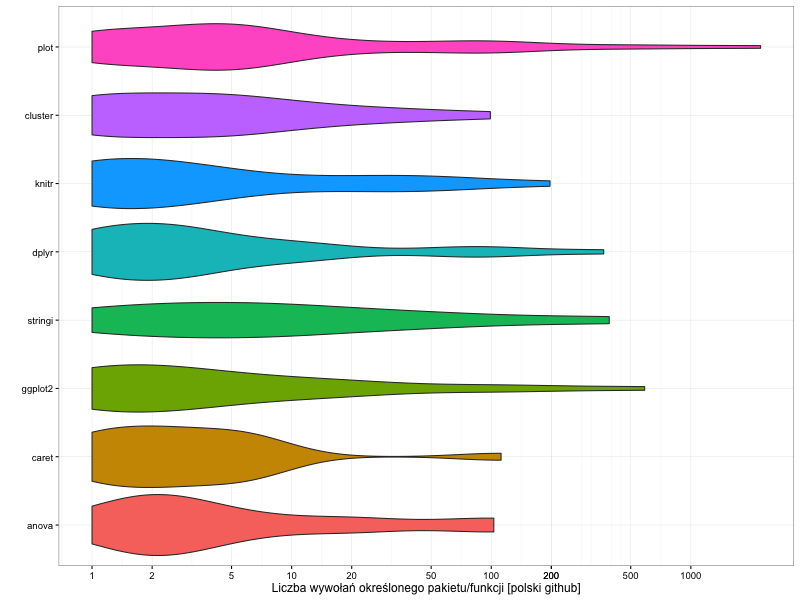 plot
cluster
knitr
dplyr
stringi
ggplot2
caret
anova
1 2 5 10 20 50 100 200 500 1000
Liczba wywołań określonego pakietu/funkcji [polski github]